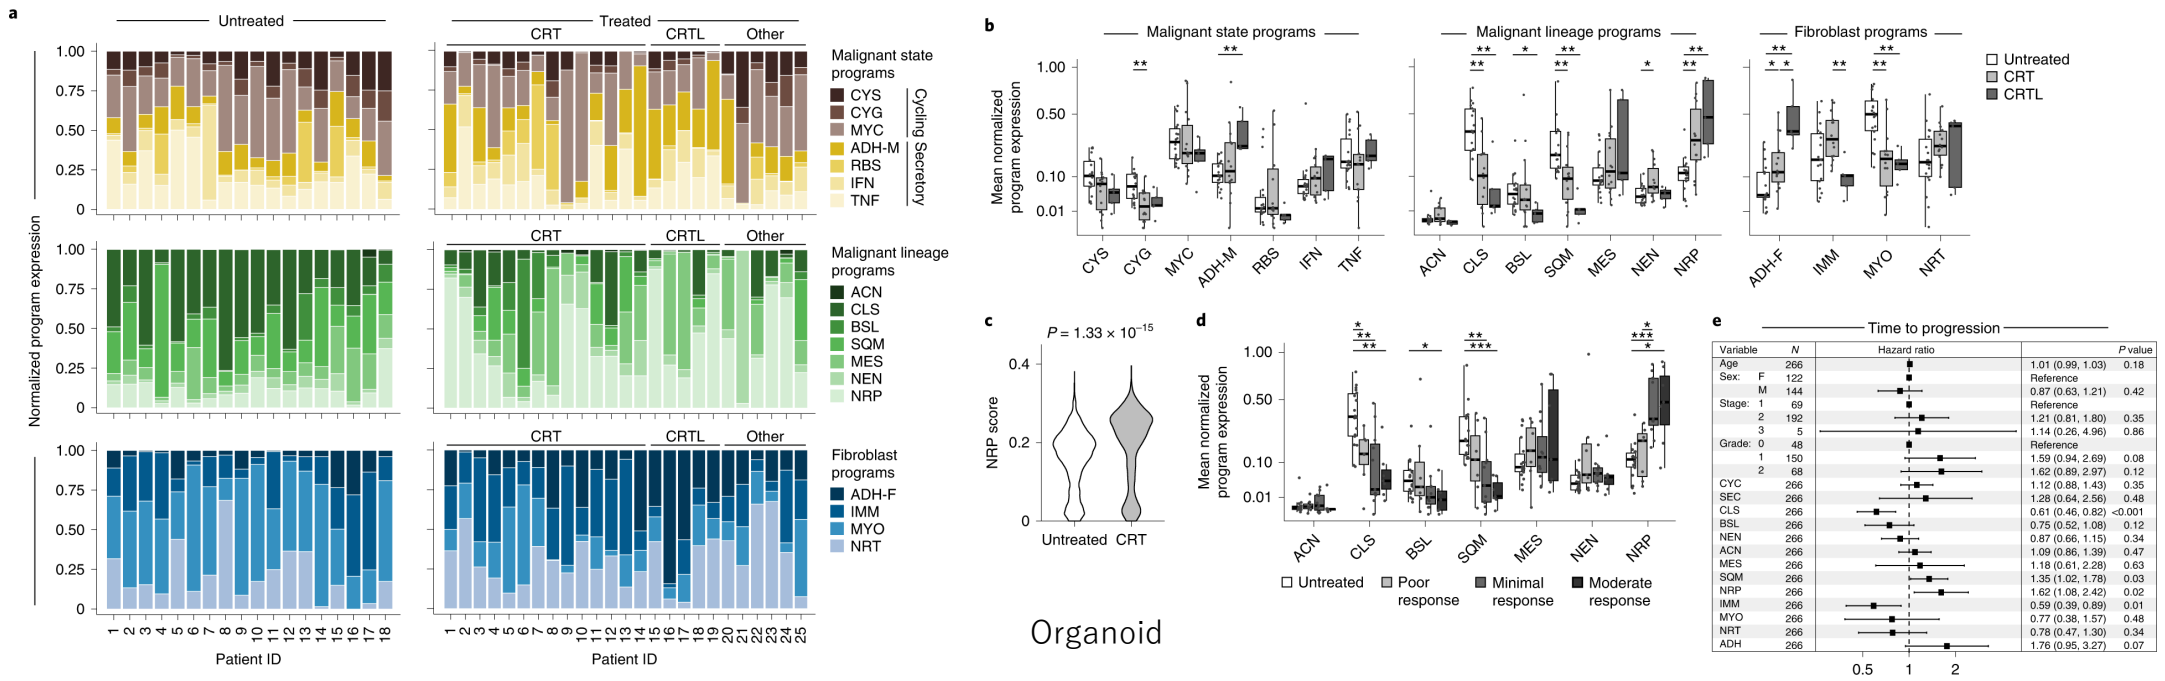 a
Untreated
Treated
CRT CRTL Other
1.00
0.75
0.50
0.25
0
Malignant state
programs
CYS
CYG
MYC
ADH-M
RBS
IFN
TNF
Cycling
Secretory
Normalized program expression
CRT CRTL Other
1.00
0.75
0.50
0.25
0
Malignant lineage
programs
ACN
CLS
BSL
SQM
MES
NEN
NRP
CRT CRTL Other
1.00
0.75
0.50
0.25
0
Fibroblast
programs
ADH-F
IMM
MYO
NRT
1 2 3 4 5 6 7 8 9 10 11 12 13 14 15 16 17 18
Patient ID
1 2 3 4 5 6 7 8 9 10 11 12 13 14 15 16 17 18 19 20 21 22 23 24 25
Patient ID
b
Malignant state programs
Malignant lineage programs
Fibroblast programs
Untreated
CRT
CRTL
Mean normalized
program expression
1.00
0.50
0.10
0.01
** **
** ** * ** ** * ** **
** * * ** ** **
CYS CYG MYC ADH-M RBS IFN TNF
ACN CLS BSL SQM MES NEN NRP
ADH-F IMM MYO NRT
c
P = 1.33 × 10⁻¹⁵
NRP score
0.4
0.2
0
Untreated CRT
d
Mean normalized
program expression
1.00
0.50
0.10
0.01
* ** ** * ** *** * *** *
ACN CLS BSL SQM MES NEN NRP
Untreated
Poor
response
Minimal
response
Moderate
response
Organoid
e
Time to progression
Variable N Hazard ratio P value
Age 266 1.01 (0.99, 1.03) 0.18
Sex: F 122 Reference
M 144 0.87 (0.63, 1.21) 0.42
Stage: 1 69 Reference
2 192 1.21 (0.81, 1.80) 0.35
3 5 1.14 (0.26, 4.96) 0.86
Grade: 0 48 Reference
1 150 1.59 (0.94, 2.69) 0.08
2 68 1.62 (0.89, 2.97) 0.12
CYC 266 1.12 (0.88, 1.43) 0.35
SEC 266 1.28 (0.64, 2.56) 0.48
CLS 266 0.61 (0.46, 0.82) <0.001
BSL 266 0.75 (0.52, 1.08) 0.12
NEN 266 0.87 (0.66, 1.15) 0.34
ACN 266 1.09 (0.86, 1.39) 0.47
MES 266 1.18 (0.61, 2.28) 0.63
SQM 266 1.35 (1.02, 1.78) 0.03
NRP 266 1.62 (1.08, 2.42) 0.02
IMM 266 0.59 (0.39, 0.89) 0.01
MYO 266 0.77 (0.38, 1.57) 0.48
NRT 266 0.78 (0.47, 1.30) 0.34
ADH 266 1.76 (0.95, 3.27) 0.07
0.5 1 2